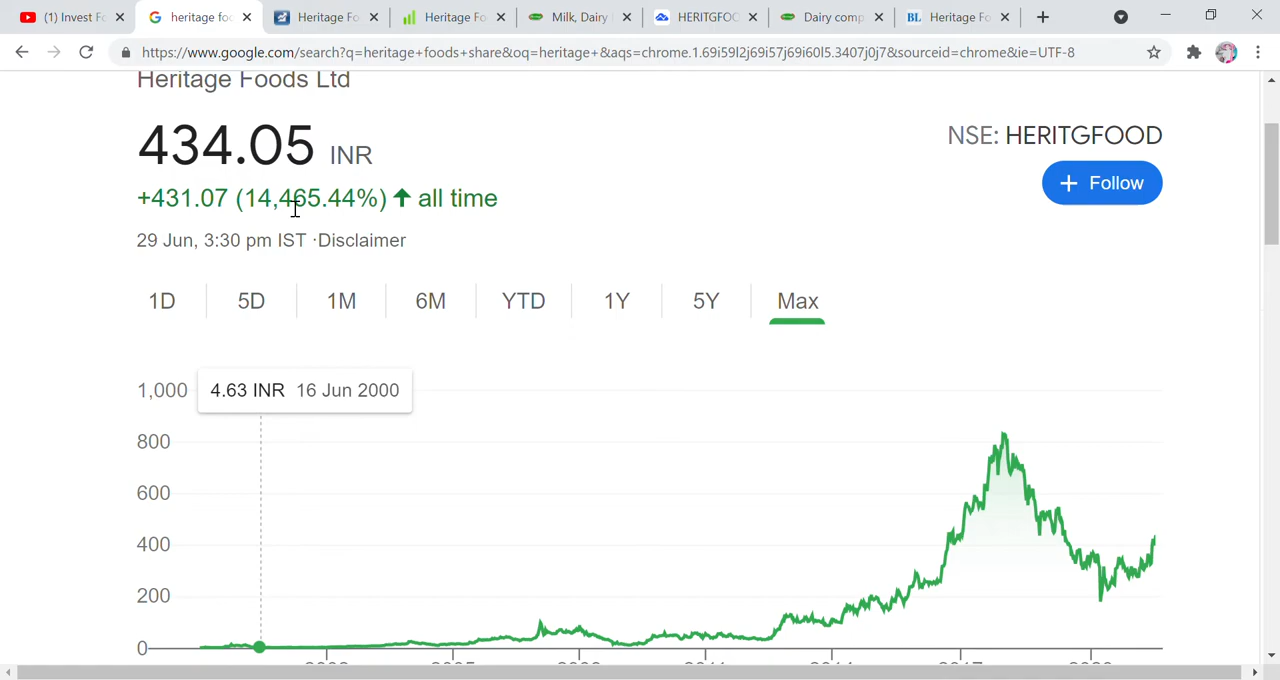 (1) Invest Fo
heritage foo
Heritage Fo
Heritage Fo
Milk, Dairy
HERITGFOO
Dairy comp
BL Heritage Fo
https://www.google.com/search?q=heritage+foods+share&oq=heritage+&aqs=chrome.1.69i59l2j69i57j69i60l5.3407j0j7&sourceid=chrome&ie=UTF-8
Heritage Foods Ltd
434.05 INR
NSE: HERITGFOOD
+431.07 (14,465.44%) ↑ all time
+ Follow
29 Jun, 3:30 pm IST ·Disclaimer
1D 5D 1M 6M YTD 1Y 5Y Max
1,000
4.63 INR 16 Jun 2000
800
600
400
200
0